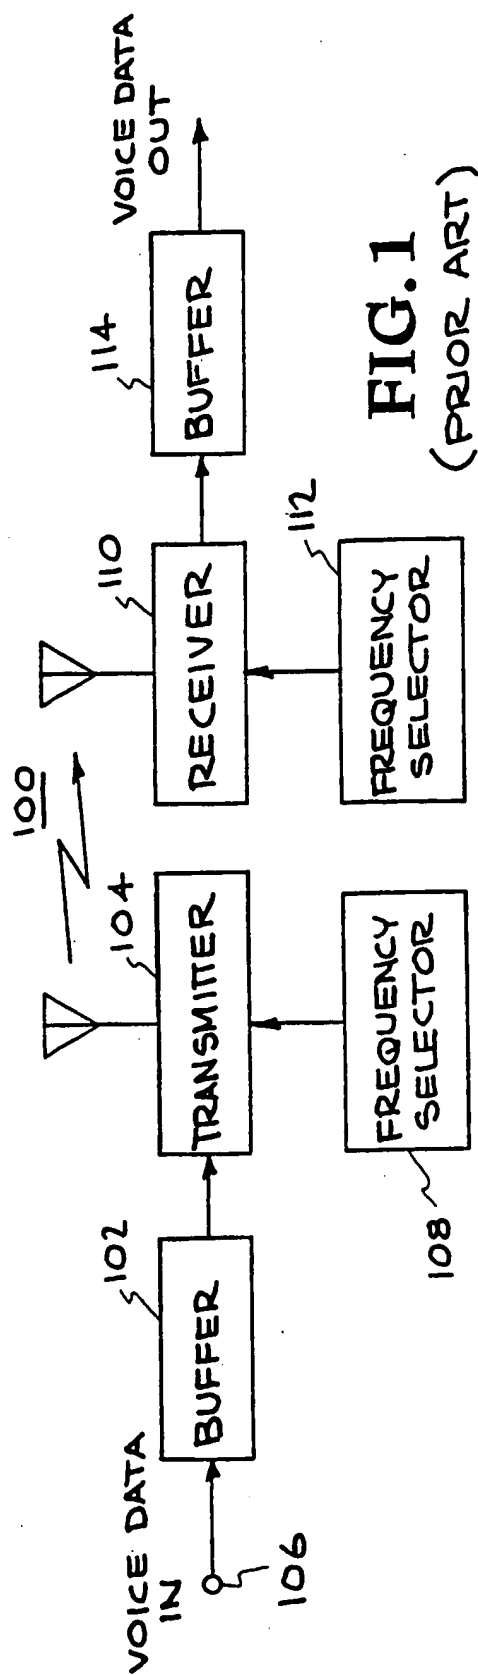 100
VOICE DATA
IN
106
102
BUFFER
104
TRANSMITTER
108
FREQUENCY
SELECTOR
110
RECEIVER
112
FREQUENCY
SELECTOR
114
BUFFER
VOICE DATA
OUT
FIG. 1
(PRIOR ART)